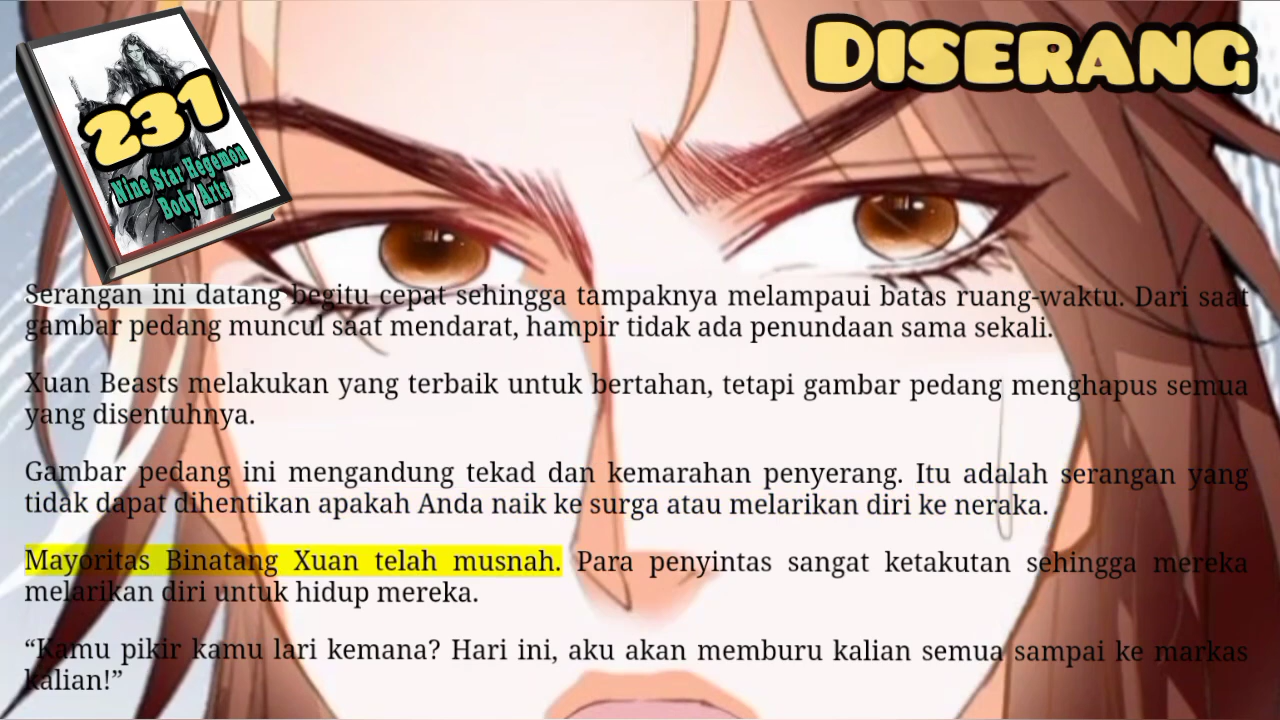 DISERANG
231
Nine Star Hegemon
Body Arts
Serangan ini datang begitu cepat sehingga tampaknya melampaui batas ruang-waktu. Dari saat
gambar pedang muncul saat mendarat, hampir tidak ada penundaan sama sekali.
Xuan Beasts melakukan yang terbaik untuk bertahan, tetapi gambar pedang menghapus semua
yang disentuhnya.
Gambar pedang ini mengandung tekad dan kemarahan penyerang. Itu adalah serangan yang
tidak dapat dihentikan apakah Anda naik ke surga atau melarikan diri ke neraka.
Mayoritas Binatang Xuan telah musnah. Para penyintas sangat ketakutan sehingga mereka
melarikan diri untuk hidup mereka.
“Kamu pikir kamu lari kemana? Hari ini, aku akan memburu kalian semua sampai ke markas
kalian!”